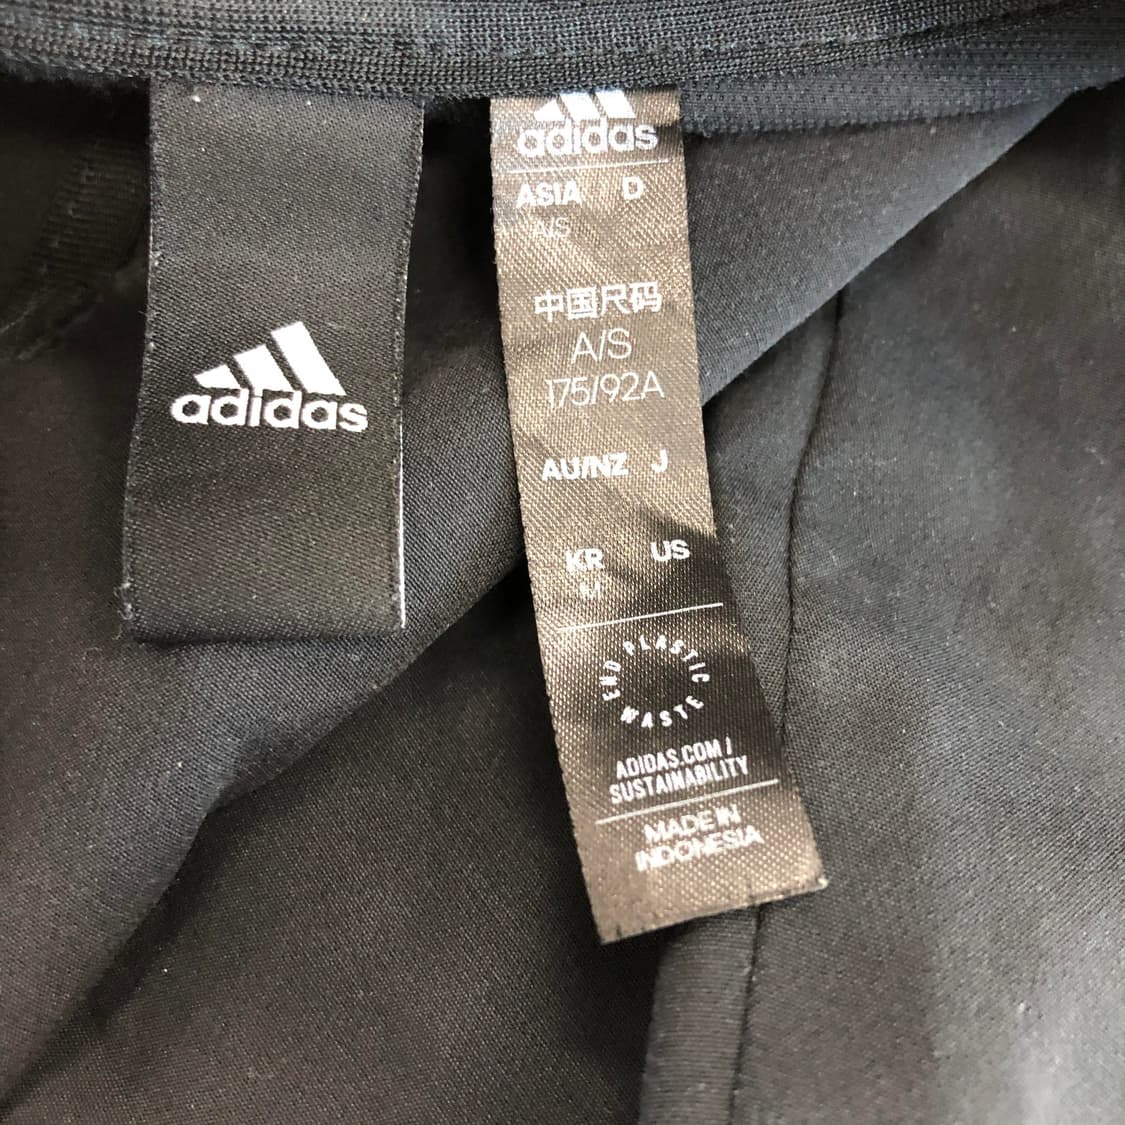 adidas
adidas
ASIA D
A/S
中国尺码
A/S
175/92A
AU/NZ J
KR US
M
END PLASTIC WASTE
ADIDAS.COM/
SUSTAINABILITY
MADE IN
INDONESIA